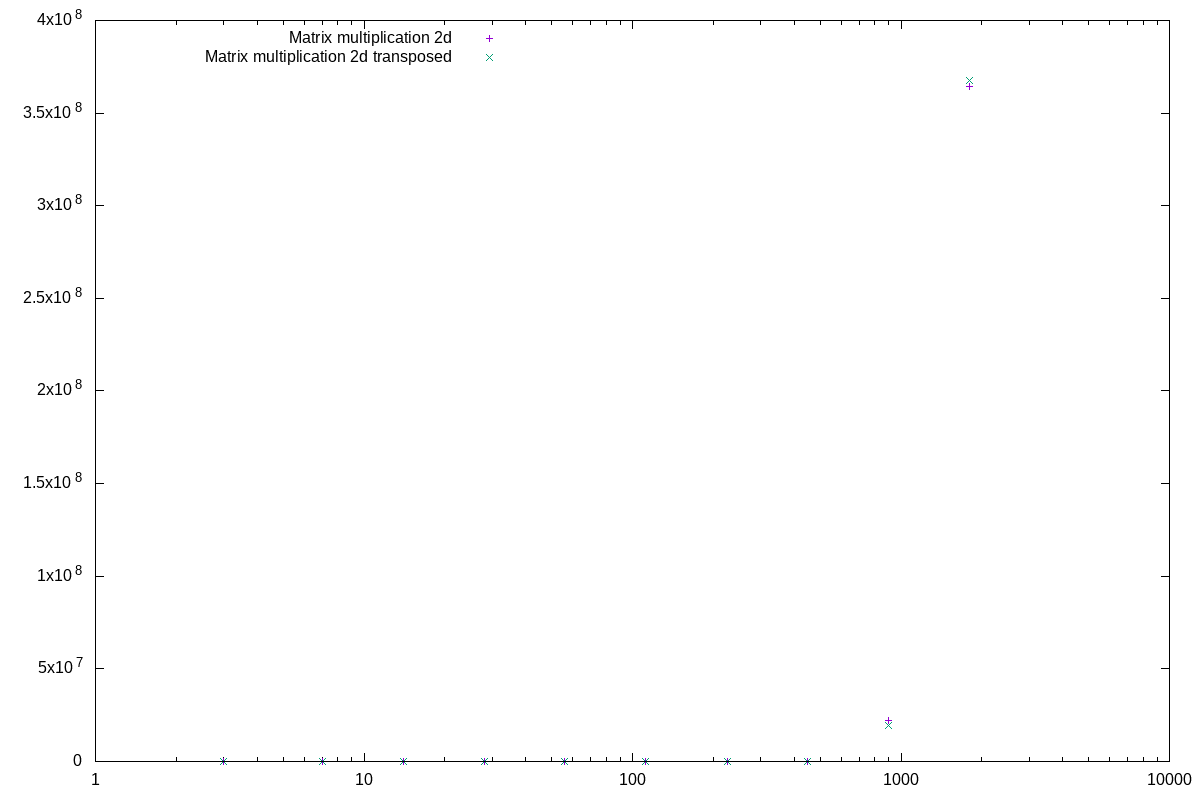 4x10 8
Matrix multiplication 2d
Matrix multiplication 2d transposed
3.5x10 8
3x10 8
2.5x10 8
2x10 8
1.5x10 8
1x10 8
5x10 7
0
1 10 100 1000 10000